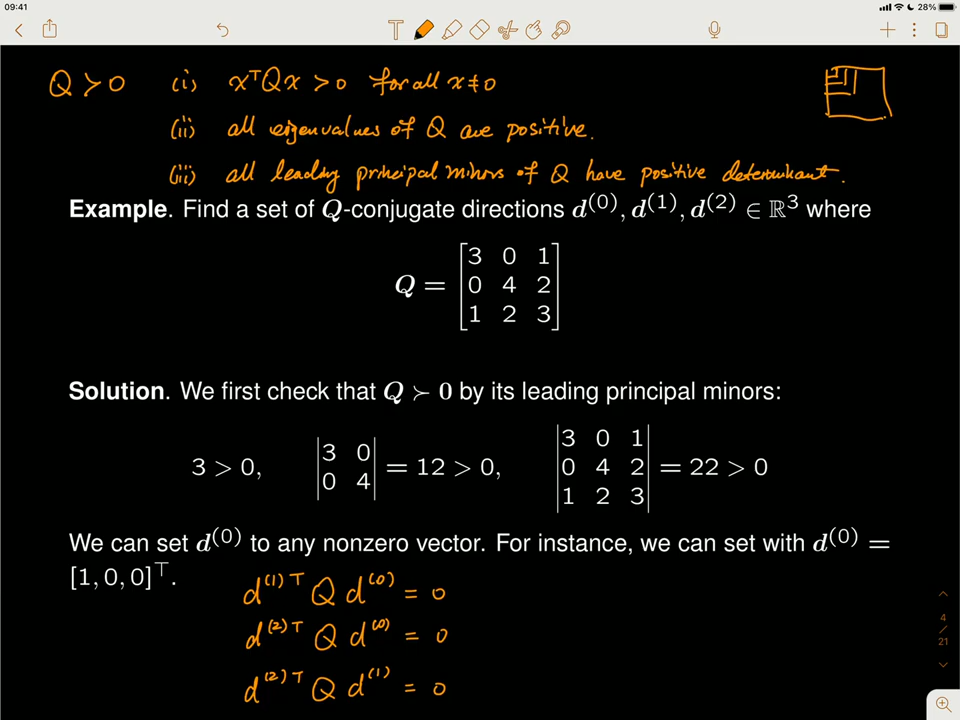 09:41 28%
Q ≻ 0 (i) xᵀQx > 0 for all x ≠ 0
(ii) all eigenvalues of Q are positive.
(iii) all leading principal minors of Q have positive determinant.
Example. Find a set of Q-conjugate directions d⁽⁰⁾, d⁽¹⁾, d⁽²⁾ ∈ ℝ³ where
Q = [3 0 1
0 4 2
1 2 3]
Solution. We first check that Q ≻ 0 by its leading principal minors:
3 > 0, |3 0; 0 4| = 12 > 0, |3 0 1; 0 4 2; 1 2 3| = 22 > 0
We can set d⁽⁰⁾ to any nonzero vector. For instance, we can set with d⁽⁰⁾ =
[1, 0, 0]⊤.
d⁽¹⁾ᵀ Q d⁽⁰⁾ = 0
d⁽²⁾ᵀ Q d⁽⁰⁾ = 0
d⁽²⁾ᵀ Q d⁽¹⁾ = 0
4
/
21